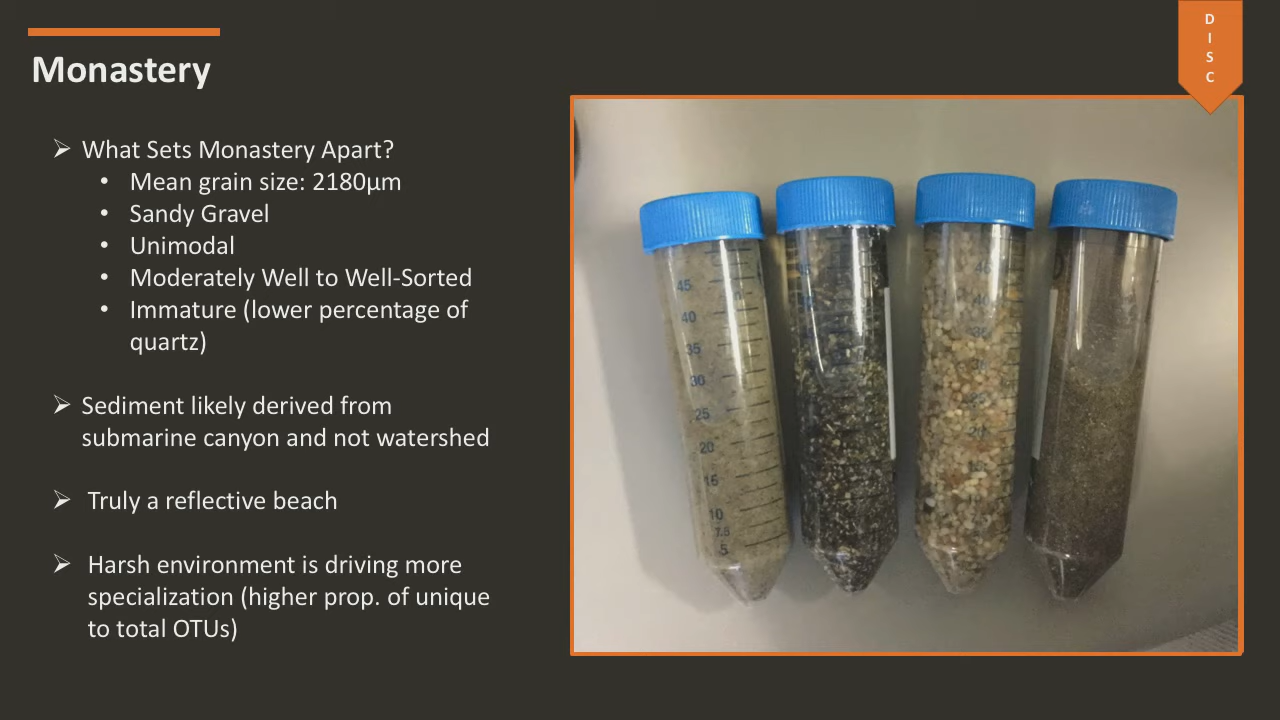 D
I
S
C
Monastery
➢ What Sets Monastery Apart?
• Mean grain size: 2180µm
• Sandy Gravel
• Unimodal
• Moderately Well to Well-Sorted
• Immature (lower percentage of
quartz)
➢ Sediment likely derived from
submarine canyon and not watershed
➢ Truly a reflective beach
➢ Harsh environment is driving more
specialization (higher prop. of unique
to total OTUs)
45
40
35
30
25
20
15
10
7.5
5